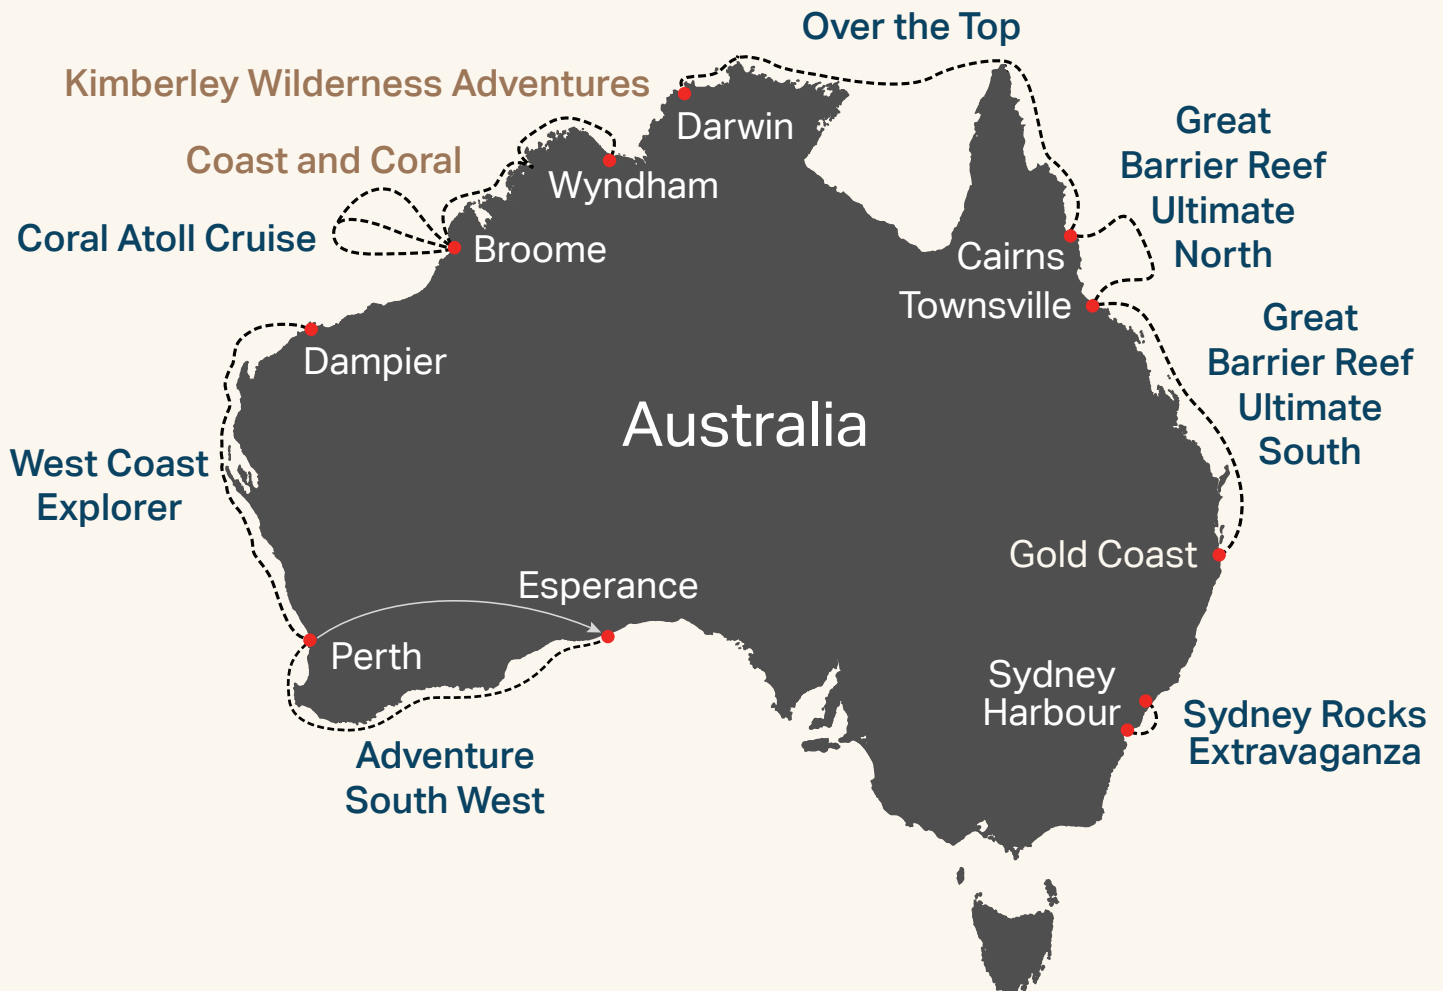 Over the Top
Kimberley Wilderness Adventures
Darwin
Great
Barrier Reef
Ultimate
North
Coast and Coral
Wyndham
Coral Atoll Cruise
Broome
Cairns
Townsville
Great
Barrier Reef
Ultimate
South
Dampier
Australia
West Coast
Explorer
Gold Coast
Esperance
Perth
Sydney
Harbour
Sydney Rocks
Extravaganza
Adventure
South West